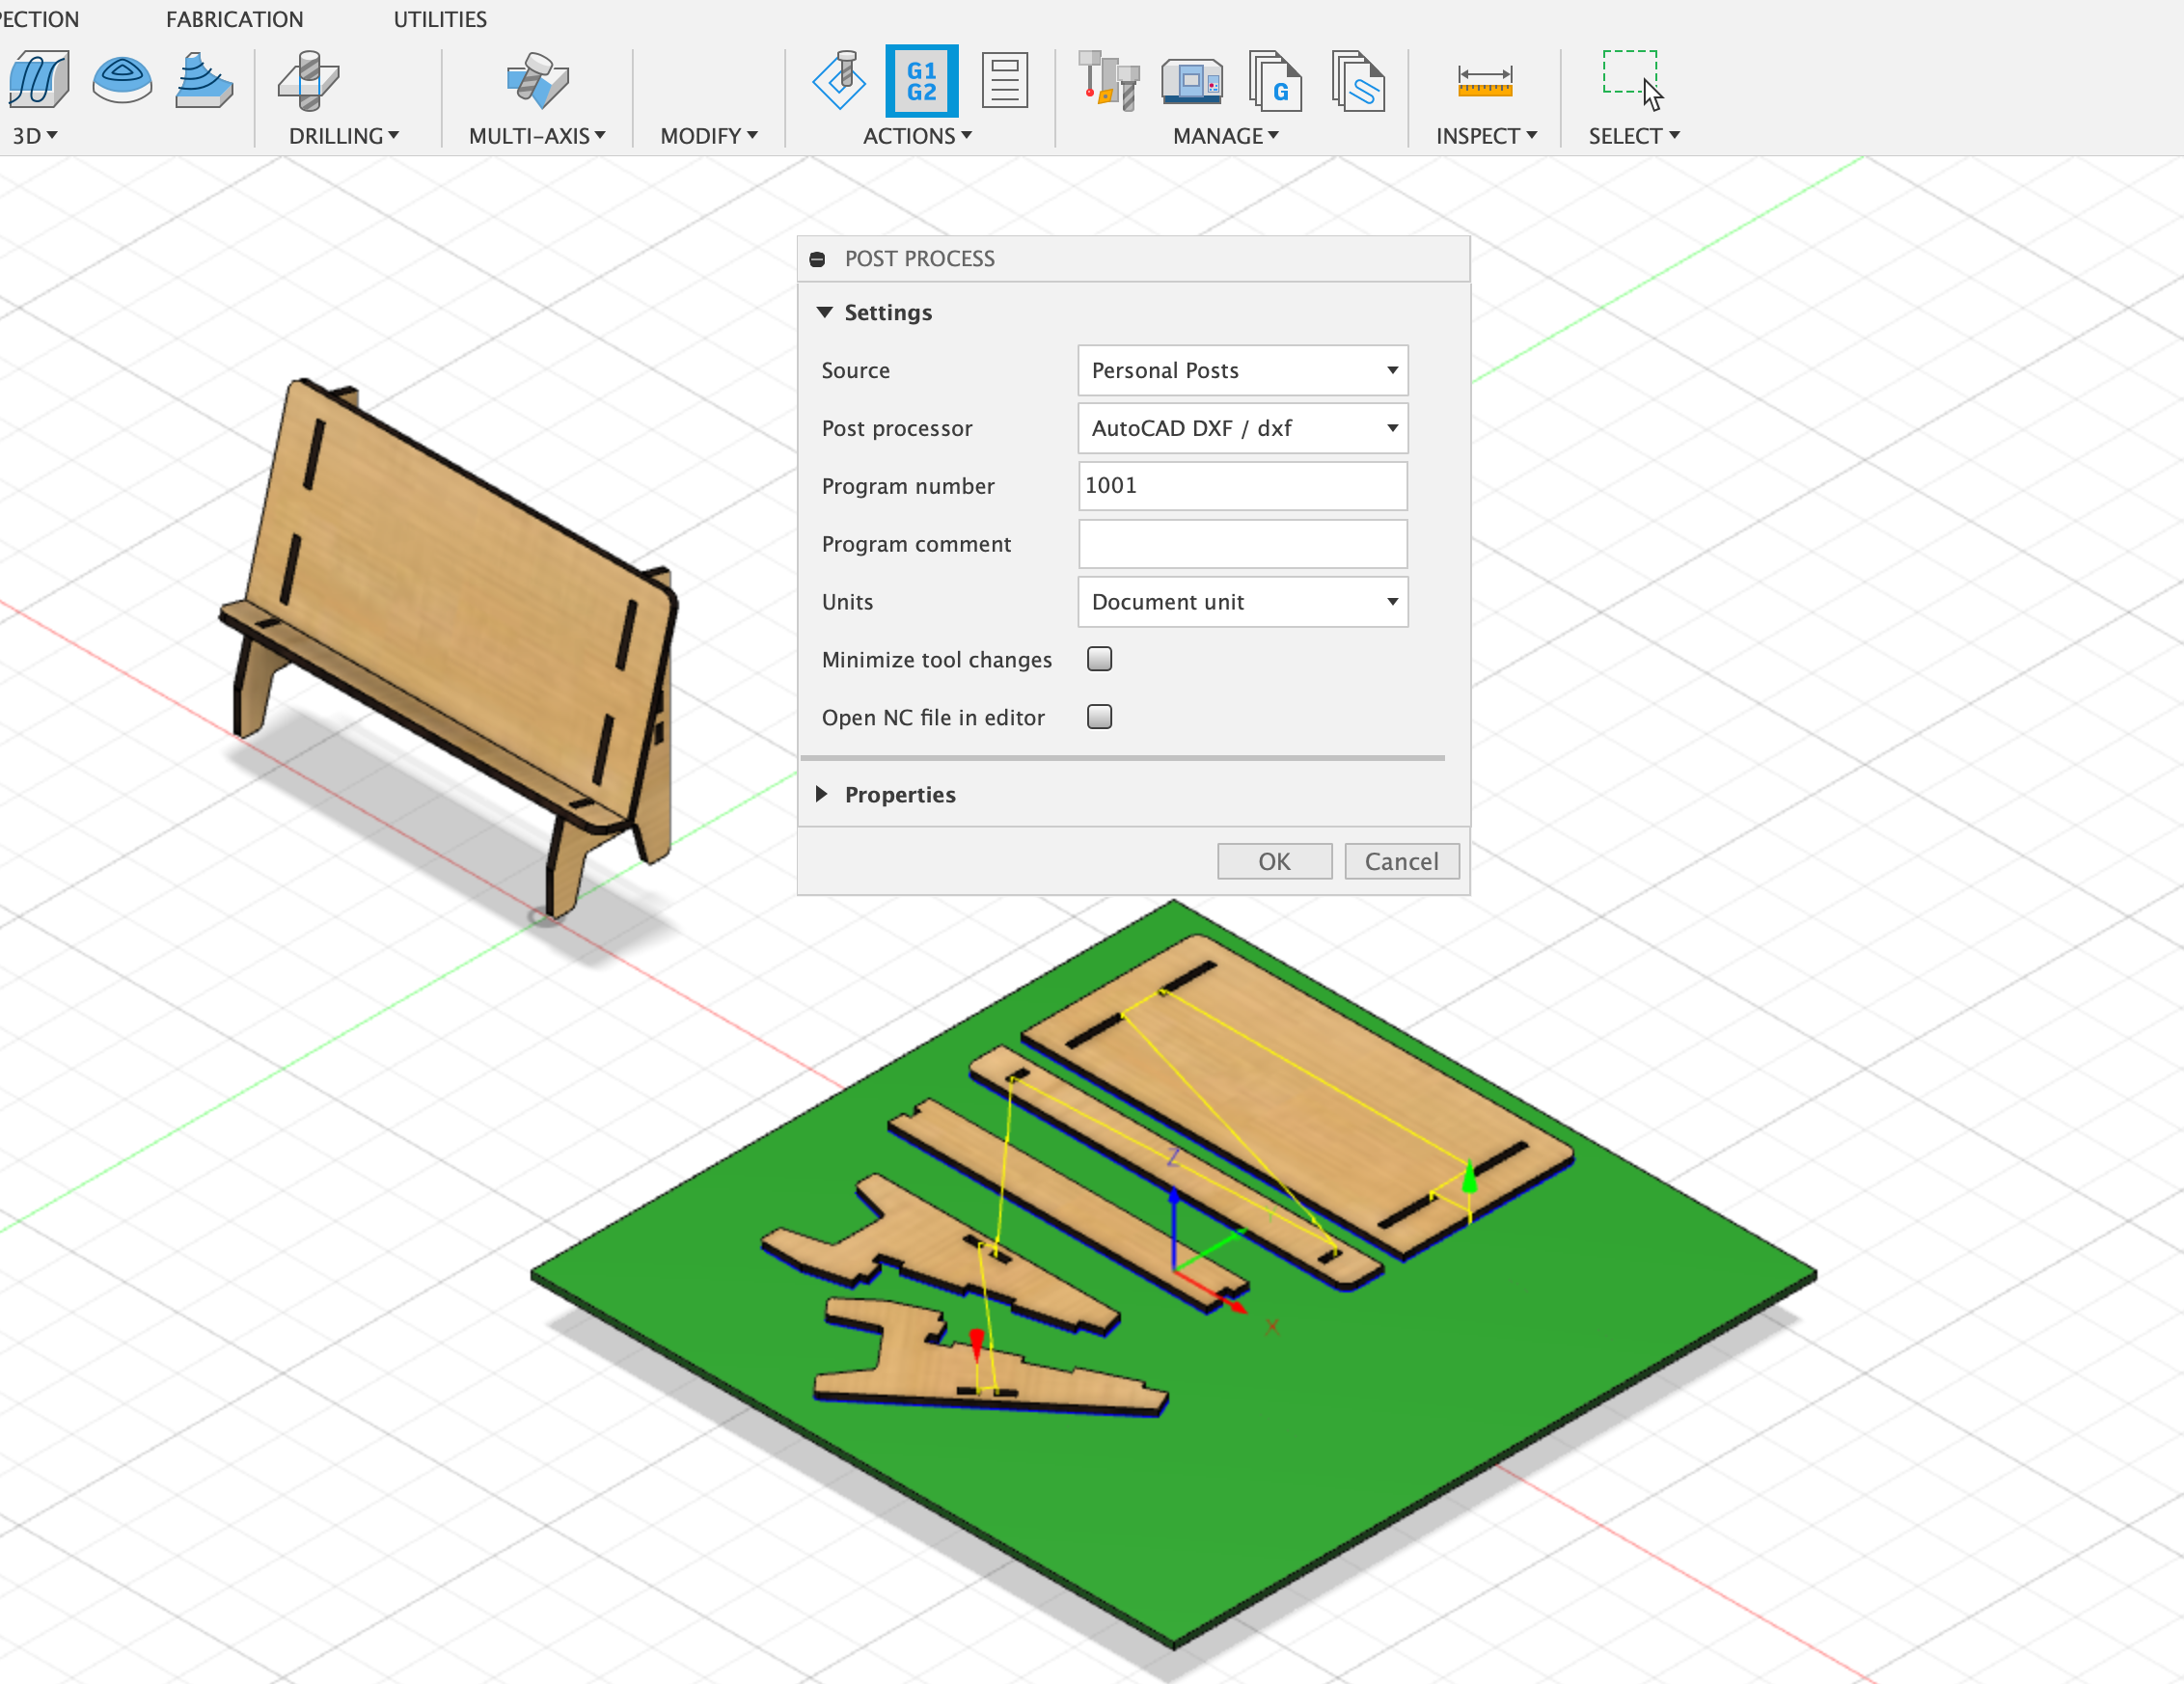 ECTION FABRICATION UTILITIES
G1
G2
G
3D DRILLING MULTI-AXIS MODIFY ACTIONS MANAGE INSPECT SELECT
POST PROCESS
Settings
Source Personal Posts
Post processor AutoCAD DXF / dxf
Program number 1001
Program comment
Units Document unit
Minimize tool changes
Open NC file in editor
Properties
OK Cancel
Z
X